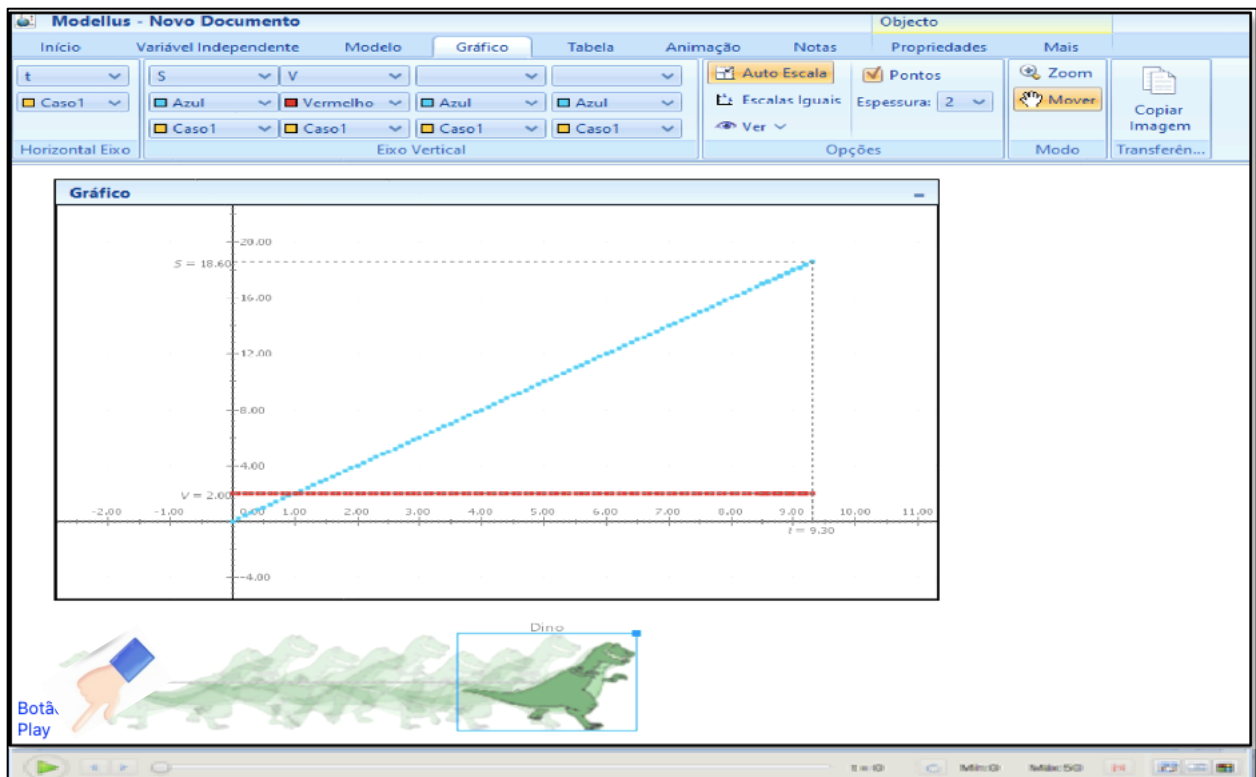 Modellus - Novo Documento
Objecto
Início Variável Independente Modelo Gráfico Tabela Animação Notas Propriedades Mais
t S V Auto Escala Pontos Zoom
Caso1 Azul Vermelho Azul Azul Escalas Iguais Espessura: 2 Mover
Caso1 Caso1 Caso1 Caso1 Ver
Copiar
Imagem
Horizontal Eixo Eixo Vertical Opções Modo Transferên...
Gráfico
20.00
S = 18.60
16.00
12.00
8.00
4.00
V = 2.00
-2.00 -1.00 0.00 1.00 2.00 3.00 4.00 5.00 6.00 7.00 8.00 9.00 10.00 11.00
t = 9.30
-4.00
Dino
Botã
Play
t = 0 Min:0 Máx:50